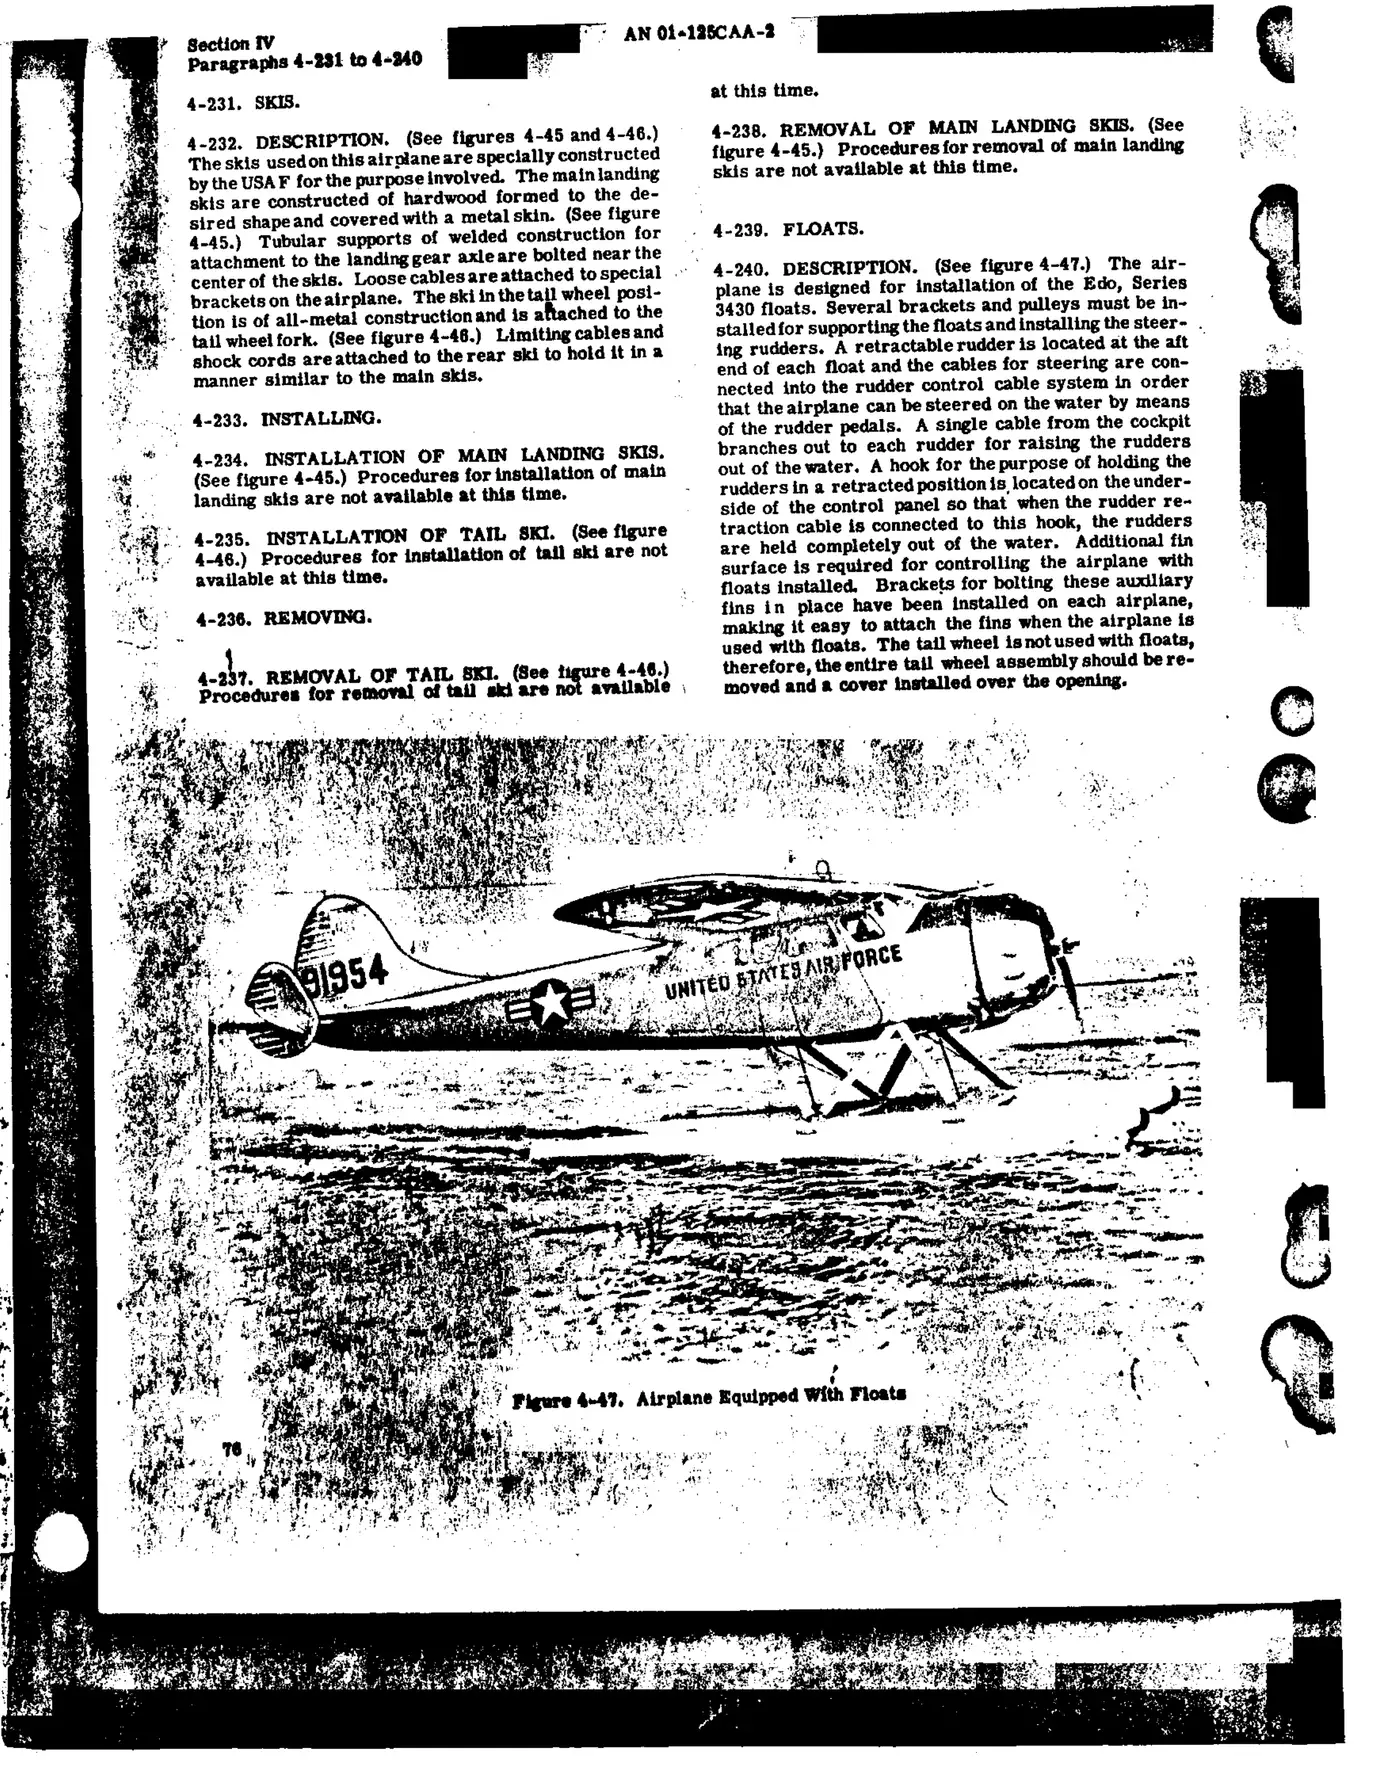 Section IV
Paragraphs 4-231 to 4-240
AN 01-125CAA-2
4-231. SKIS.
4-232. DESCRIPTION. (See figures 4-45 and 4-46.)
The skis used on this airplane are specially constructed
by the USAF for the purpose involved. The main landing
skis are constructed of hardwood formed to the de-
sired shape and covered with a metal skin. (See figure
4-45.) Tubular supports of welded construction for
attachment to the landing gear axle are bolted near the
center of the skis. Loose cables are attached to special
brackets on the airplane. The ski in the tail wheel posi-
tion is of all-metal construction and is attached to the
tail wheel fork. (See figure 4-46.) Limiting cables and
shock cords are attached to the rear ski to hold it in a
manner similar to the main skis.
4-233. INSTALLING.
4-234. INSTALLATION OF MAIN LANDING SKIS.
(See figure 4-45.) Procedures for installation of main
landing skis are not available at this time.
4-235. INSTALLATION OF TAIL SKI. (See figure
4-46.) Procedures for installation of tail ski are not
available at this time.
4-236. REMOVING.
4-237. REMOVAL OF TAIL SKI. (See figure 4-46.)
Procedures for removal of tail ski are not available
at this time.
4-238. REMOVAL OF MAIN LANDING SKIS. (See
figure 4-45.) Procedures for removal of main landing
skis are not available at this time.
4-239. FLOATS.
4-240. DESCRIPTION. (See figure 4-47.) The air-
plane is designed for installation of the Edo, Series
3430 floats. Several brackets and pulleys must be in-
stalled for supporting the floats and installing the steer-
ing rudders. A retractable rudder is located at the aft
end of each float and the cables for steering are con-
nected into the rudder control cable system in order
that the airplane can be steered on the water by means
of the rudder pedals. A single cable from the cockpit
branches out to each rudder for raising the rudders
out of the water. A hook for the purpose of holding the
rudders in a retracted position is located on the under-
side of the control panel so that when the rudder re-
traction cable is connected to this hook, the rudders
are held completely out of the water. Additional fin
surface is required for controlling the airplane with
floats installed. Brackets for bolting these auxiliary
fins in place have been installed on each airplane,
making it easy to attach the fins when the airplane is
used with floats. The tail wheel is not used with floats,
therefore, the entire tail wheel assembly should be re-
moved and a cover installed over the opening.
91954
UNITED STATES AIR FORCE
Figure 4-47. Airplane Equipped With Floats
76